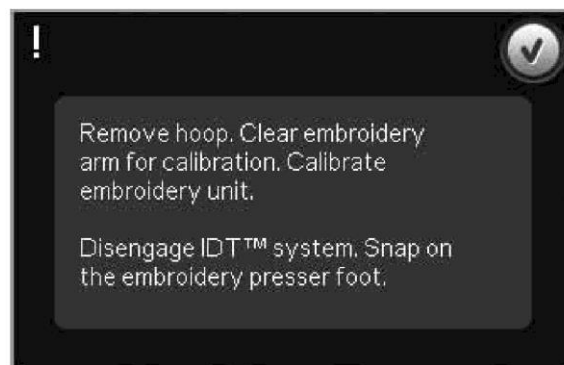 !
Remove hoop. Clear embroidery
arm for calibration. Calibrate
embroidery unit.
Disengage IDT™ system. Snap on
the embroidery presser foot.